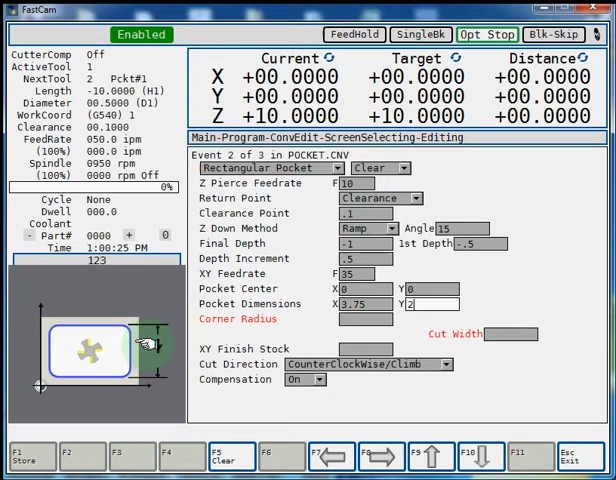 FastCam
Enabled
FeedHold SingleBk Opt Stop Blk-Skip
CutterComp Off
ActiveTool 1
NextTool 2 Pckt#1
Length -10.0000 (H1)
Diameter 00.5000 (D1)
WorkCoord (G540) 1
Clearance 00.1000
FeedRate 050.0 ipm
(100%) 000.0 ipm
Spindle 0950 rpm
(100%) 0000 rpm Off
0%
Cycle None
Dwell 000.0
Coolant
- Part# 0000 + 0
Time 1:00:25 PM
123
Current Target Distance
X +00.0000 +00.0000 +00.0000
Y +00.0000 +00.0000 +00.0000
Z +10.0000 +10.0000 +00.0000
Main-Program-ConvEdit-ScreenSelecting-Editing
Event 2 of 3 in POCKET.CNV
Rectangular Pocket Clear
Z Pierce Feedrate F 10
Return Point Clearance
Clearance Point .1
Z Down Method Ramp Angle 15
Final Depth -1 1st Depth -.5
Depth Increment .5
XY Feedrate F 35
Pocket Center X 0 Y 0
Pocket Dimensions X 3.75 Y 2
Corner Radius
Cut Width
XY Finish Stock
Cut Direction CounterClockWise/Climb
Compensation On
F1 Store
F2
F3
F4
F5 Clear
F6
F7
F8
F9
F10
F11
Esc Exit